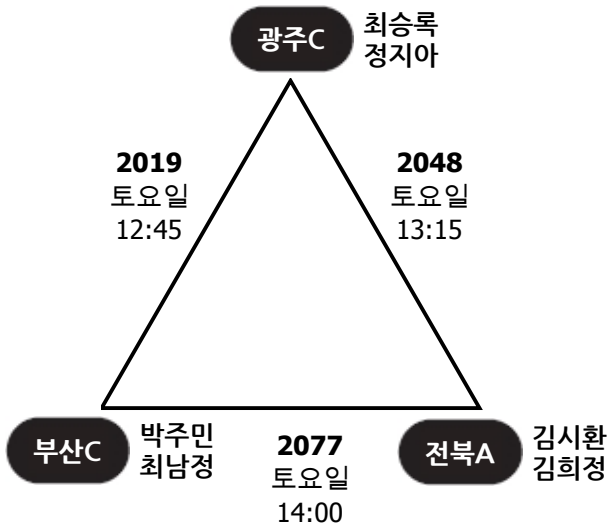 광주C
최승록
정지아
2019
토요일
12:45
2048
토요일
13:15
부산C
박주민
최남정
2077
토요일
14:00
전북A
김시환
김희정